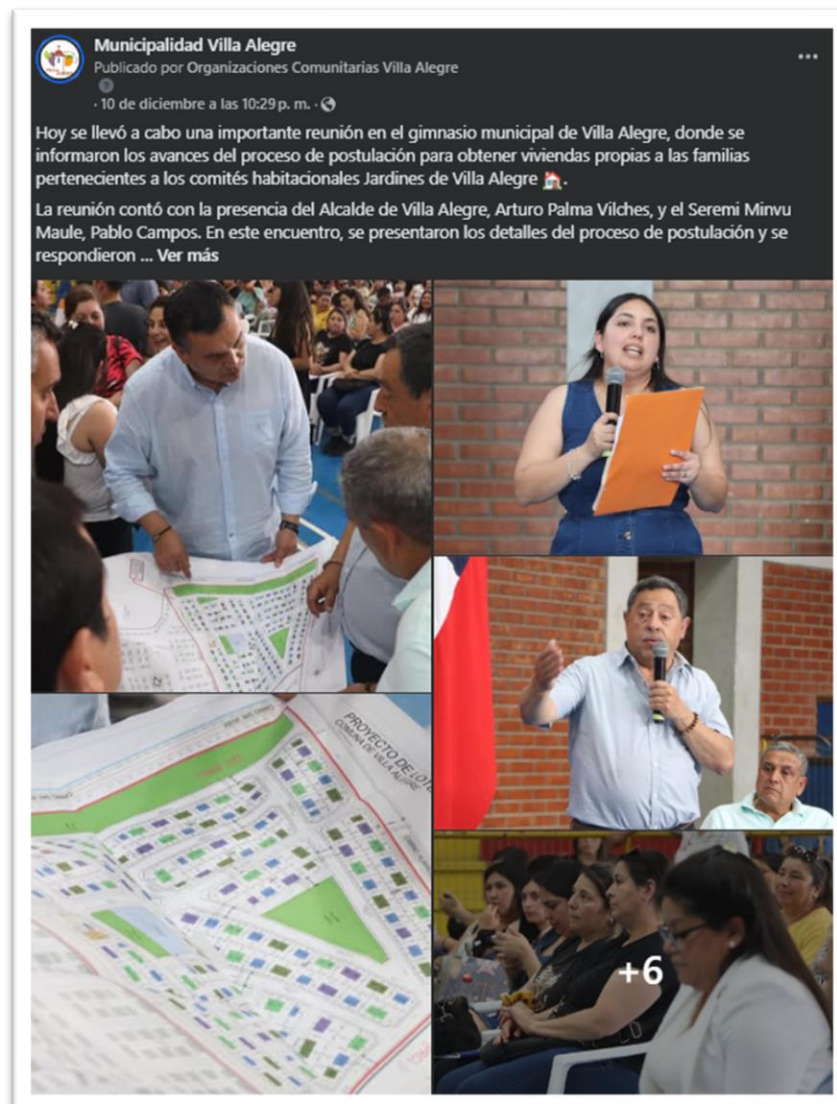 Municipalidad Villa Alegre
Publicado por Organizaciones Comunitarias Villa Alegre
· 10 de diciembre a las 10:29 p. m. ·
Hoy se llevó a cabo una importante reunión en el gimnasio municipal de Villa Alegre, donde se
informaron los avances del proceso de postulación para obtener viviendas propias a las familias
pertenecientes a los comités habitacionales Jardines de Villa Alegre 🏠.
La reunión contó con la presencia del Alcalde de Villa Alegre, Arturo Palma Vilches, y el Seremi Minvu
Maule, Pablo Campos. En este encuentro, se presentaron los detalles del proceso de postulación y se
respondieron ... Ver más
PROYECTO DE LOTE
COMUNA DE VILLA ALEGRE
+6